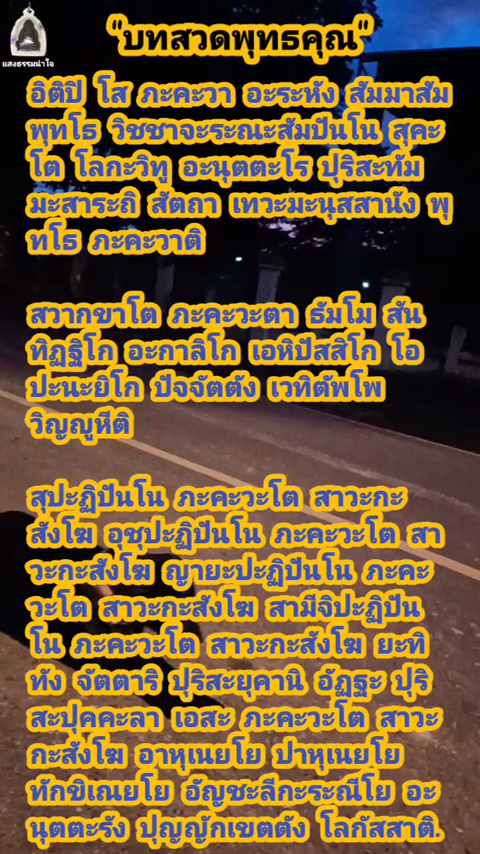 แสงธรรมนำใจ
"บทสวดพุทธคุณ"
อิติปิ โส ภะคะวา อะระหัง สัมมาสัม
พุทโธ วิชชาจะระณะสัมปันโน สุคะ
โต โลกะวิทู อะนุตตะโร ปุริสะทัม
มะสาระถิ สัตถา เทวะมะนุสสานัง พุ
ทโธ ภะคะวาติ
สวากขาโต ภะคะวะตา ธัมโม สัน
ทิฏฐิโก อะกาลิโก เอหิปัสสิโก โอ
ปะนะยิโก ปัจจัตตัง เวทิตัพโพ
วิญญูหีติ
สุปะฏิปันโน ภะคะวะโต สาวะกะ
สังโฆ อุชุปะฏิปันโน ภะคะวะโต สา
วะกะสังโฆ ญายะปะฏิปันโน ภะคะ
วะโต สาวะกะสังโฆ สามีจิปะฏิปัน
โน ภะคะวะโต สาวะกะสังโฆ ยะทิ
ทัง จัตตาริ ปุริสะยุคานิ อัฏฐะ ปุริ
สะปุคคะลา เอสะ ภะคะวะโต สาวะ
กะสังโฆ อาหุเนยโย ปาหุเนยโย
ทักขิเณยโย อัญชะลีกะระณีโย อะ
นุตตะรัง ปุญญักเขตตัง โลกัสสาติ.